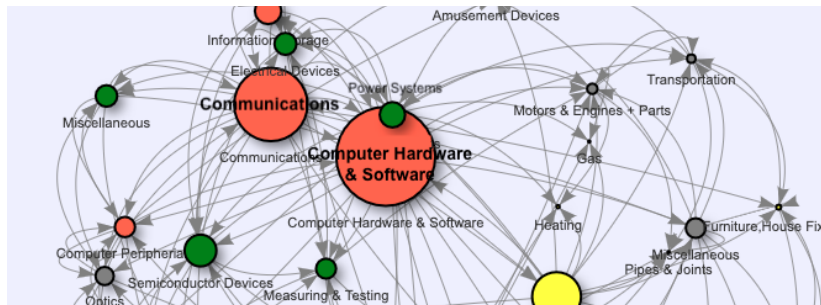 Amusement Devices
Information Storage
Electrical Devices
Transportation
Power Systems
Communications
Motors & Engines + Parts
Miscellaneous
Communications
Gas
Computer Hardware
& Software
Computer Hardware & Software
Heating
Furniture,House Fix
Computer Periphera
Miscellaneous
Pipes & Joints
Semiconductor Devices
Measuring & Testing
Optics